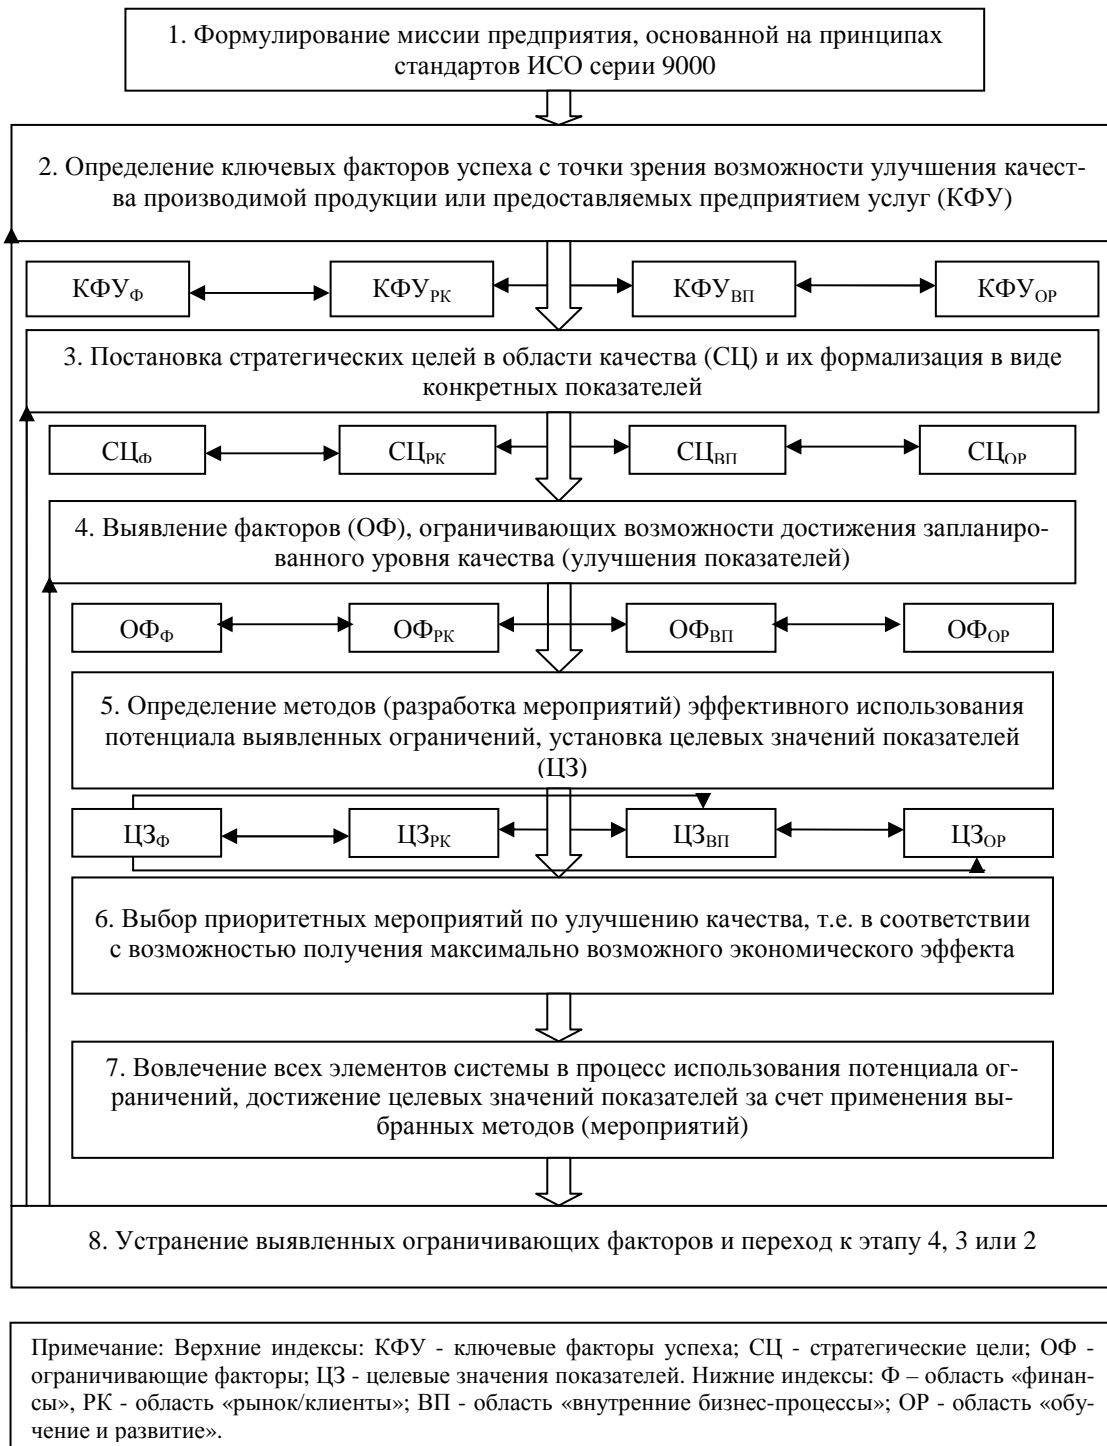 1. Формулирование миссии предприятия, основанной на принципах
стандартов ИСО серии 9000
2. Определение ключевых факторов успеха с точки зрения возможности улучшения качест-
ва производимой продукции или предоставляемых предприятием услуг (КФУ)
КФУФ КФУРК КФУВП КФУОР
3. Постановка стратегических целей в области качества (СЦ) и их формализация в виде
конкретных показателей
СЦФ СЦРК СЦВП СЦОР
4. Выявление факторов (ОФ), ограничивающих возможности достижения запланиро-
ванного уровня качества (улучшения показателей)
ОФФ ОФРК ОФВП ОФОР
5. Определение методов (разработка мероприятий) эффективного использования
потенциала выявленных ограничений, установка целевых значений показателей
(ЦЗ)
ЦЗФ ЦЗРК ЦЗВП ЦЗОР
6. Выбор приоритетных мероприятий по улучшению качества, т.е. в соответствии
с возможностью получения максимально возможного экономического эффекта
7. Вовлечение всех элементов системы в процесс использования потенциала ог-
раничений, достижение целевых значений показателей за счет применения вы-
бранных методов (мероприятий)
8. Устранение выявленных ограничивающих факторов и переход к этапу 4, 3 или 2
Примечание: Верхние индексы: КФУ - ключевые факторы успеха; СЦ - стратегические цели; ОФ -
ограничивающие факторы; ЦЗ - целевые значения показателей. Нижние индексы: Ф – область «финан-
сы», РК - область «рынок/клиенты»; ВП - область «внутренние бизнес-процессы»; ОР - область «обу-
чение и развитие».